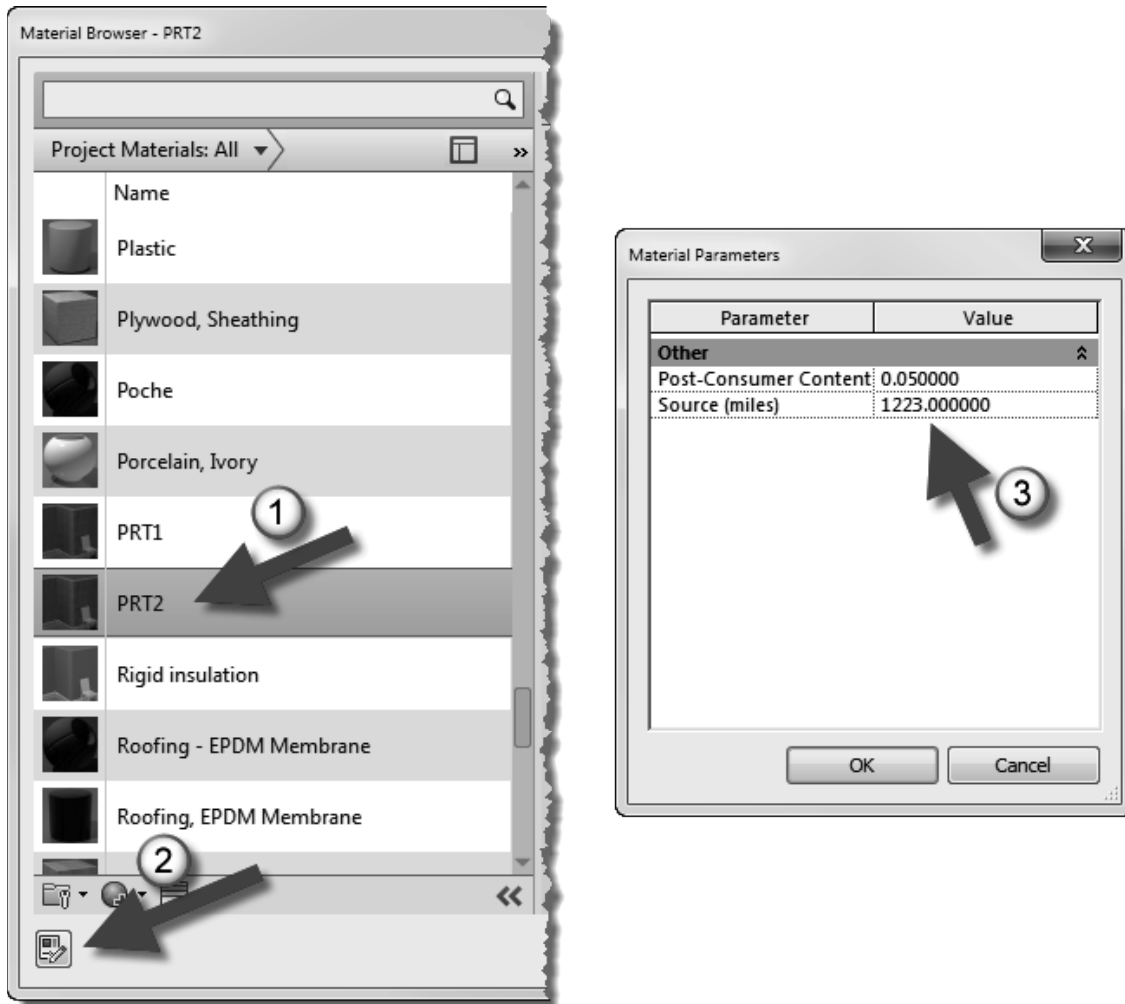 Material Browser - PRT2
Project Materials: All
»
Name
Plastic
Plywood, Sheathing
Poche
Porcelain, Ivory
1
PRT1
PRT2
Rigid insulation
Roofing - EPDM Membrane
Roofing, EPDM Membrane
2
Material Parameters
Parameter Value
Other
Post-Consumer Content 0.050000
Source (miles) 1223.000000
3
OK Cancel